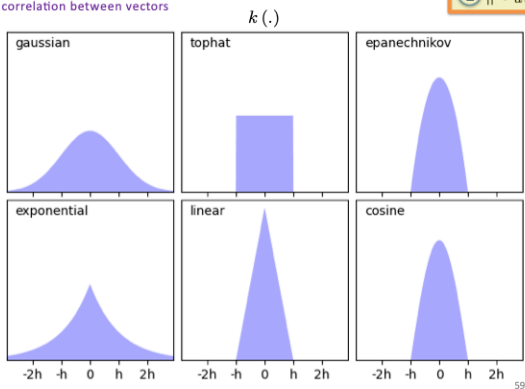 correlation between vectors
k (.)
gaussian
tophat
epanechnikov
exponential
linear
cosine
-2h -h 0 h 2h
-2h -h 0 h 2h
-2h -h 0 h 2h
59